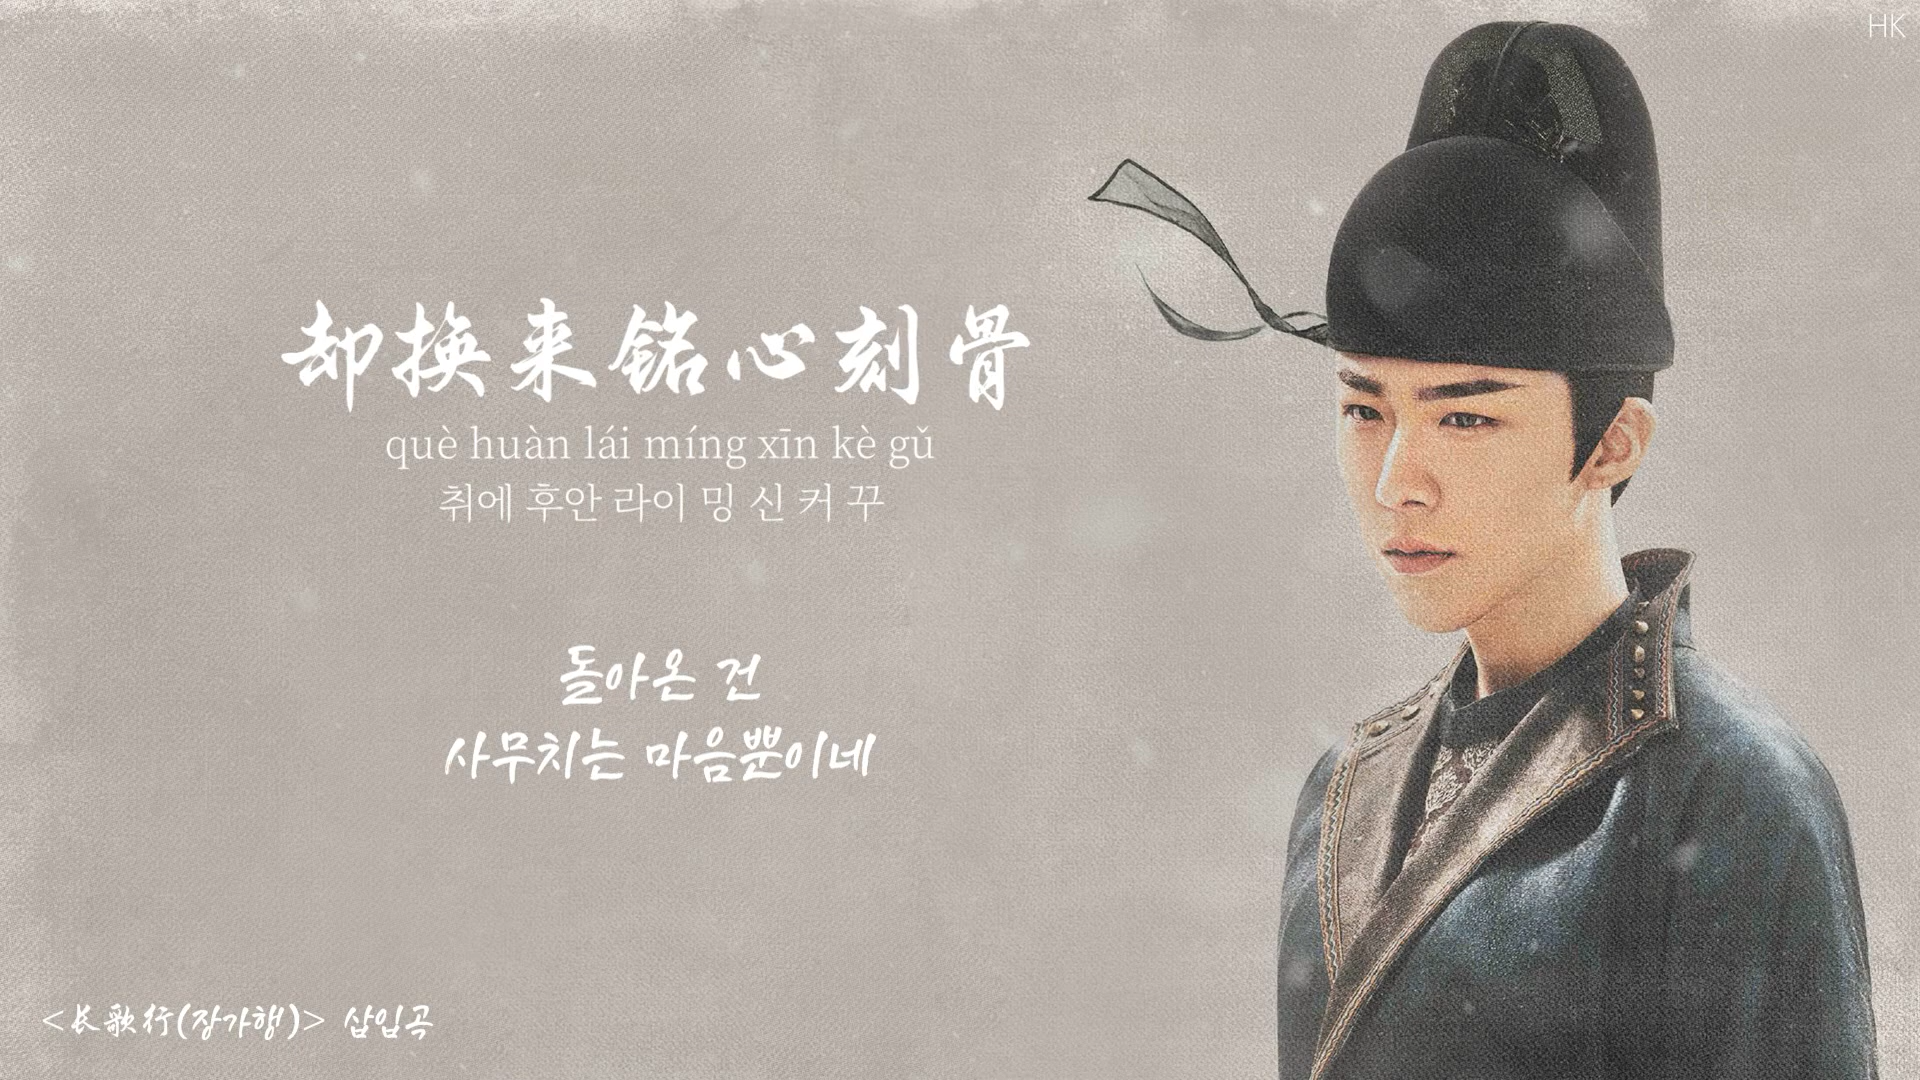 HK
却换来铭心刻骨
què huàn lái míng xīn kè gǔ
취에 후안 라이 밍 신 커 꾸
돌아온 건
사무치는 마음뿐이네
<长歌行(장가행)> 삽입곡